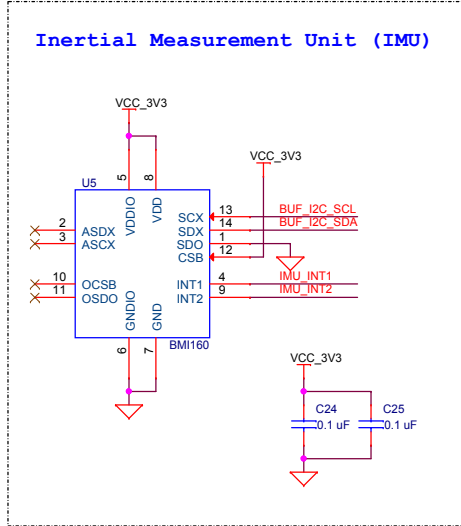 Inertial Measurement Unit (IMU)
VCC_3V3
VCC_3V3
5
8
U5
VDDIO
VDD
2
ASDX
3
ASCX
SCX
13
BUF_I2C_SCL
SDX
14
BUF_I2C_SDA
SDO
1
CSB
12
10
OCSB
INT1
4
IMU_INT1
11
OSDO
INT2
9
IMU_INT2
GNDIO
GND
BMI160
6
7
VCC_3V3
C24
0.1 uF
C25
0.1 uF